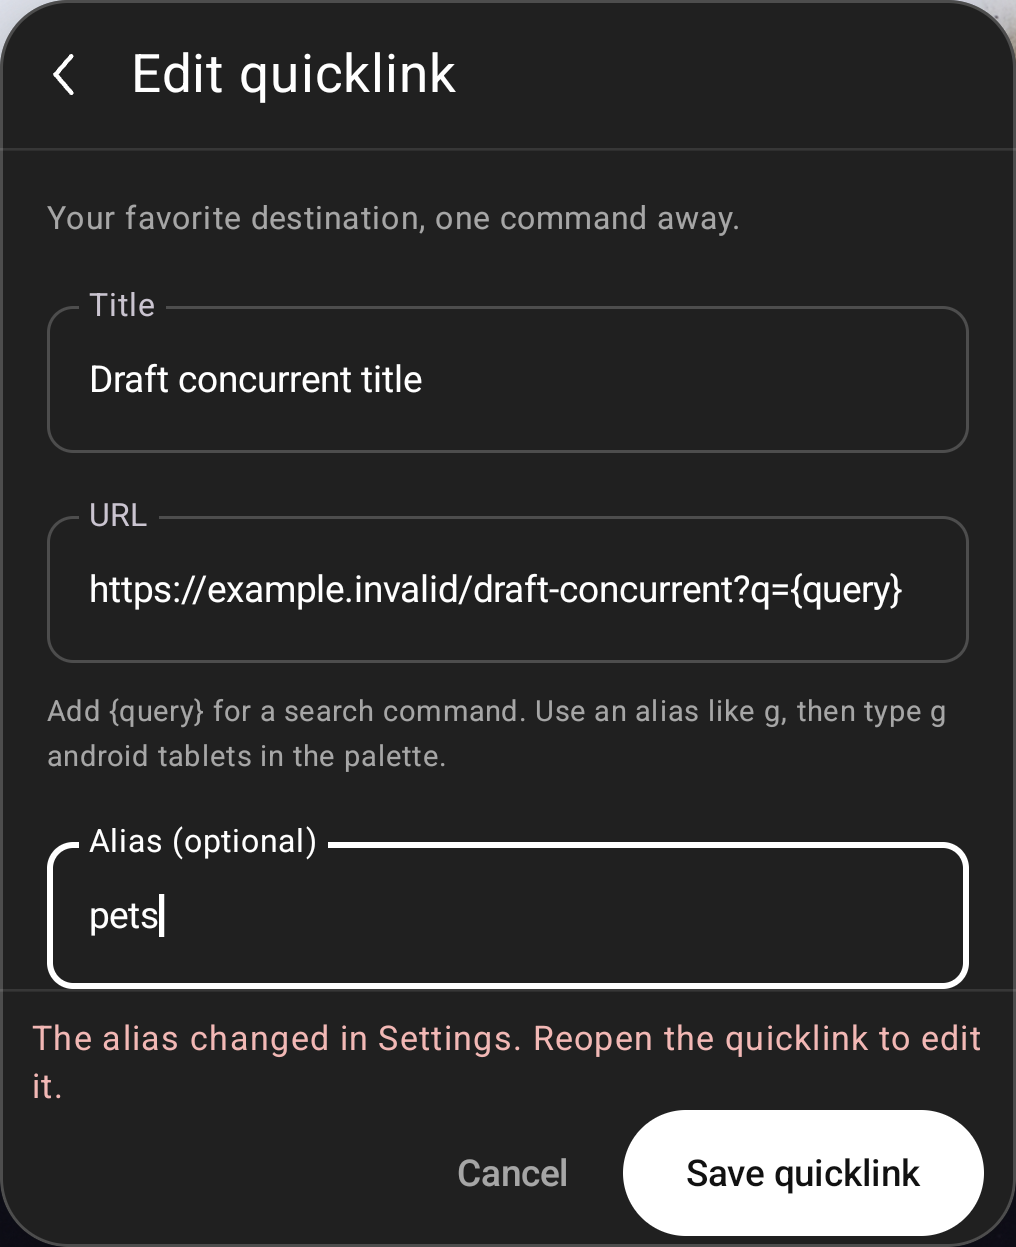 Edit quicklink
Your favorite destination, one command away.
Title
Draft concurrent title
URL
https://example.invalid/draft-concurrent?q={query}
Add {query} for a search command. Use an alias like g, then type g
android tablets in the palette.
Alias (optional)
pets
The alias changed in Settings. Reopen the quicklink to edit
it.
Cancel
Save quicklink